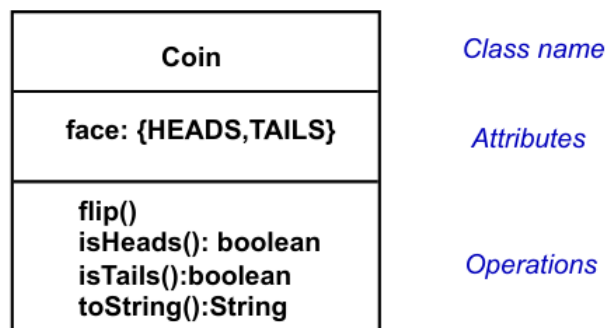 Coin
Class name
face: {HEADS,TAILS}
Attributes
flip()
isHeads(): boolean
isTails():boolean
Operations
toString():String